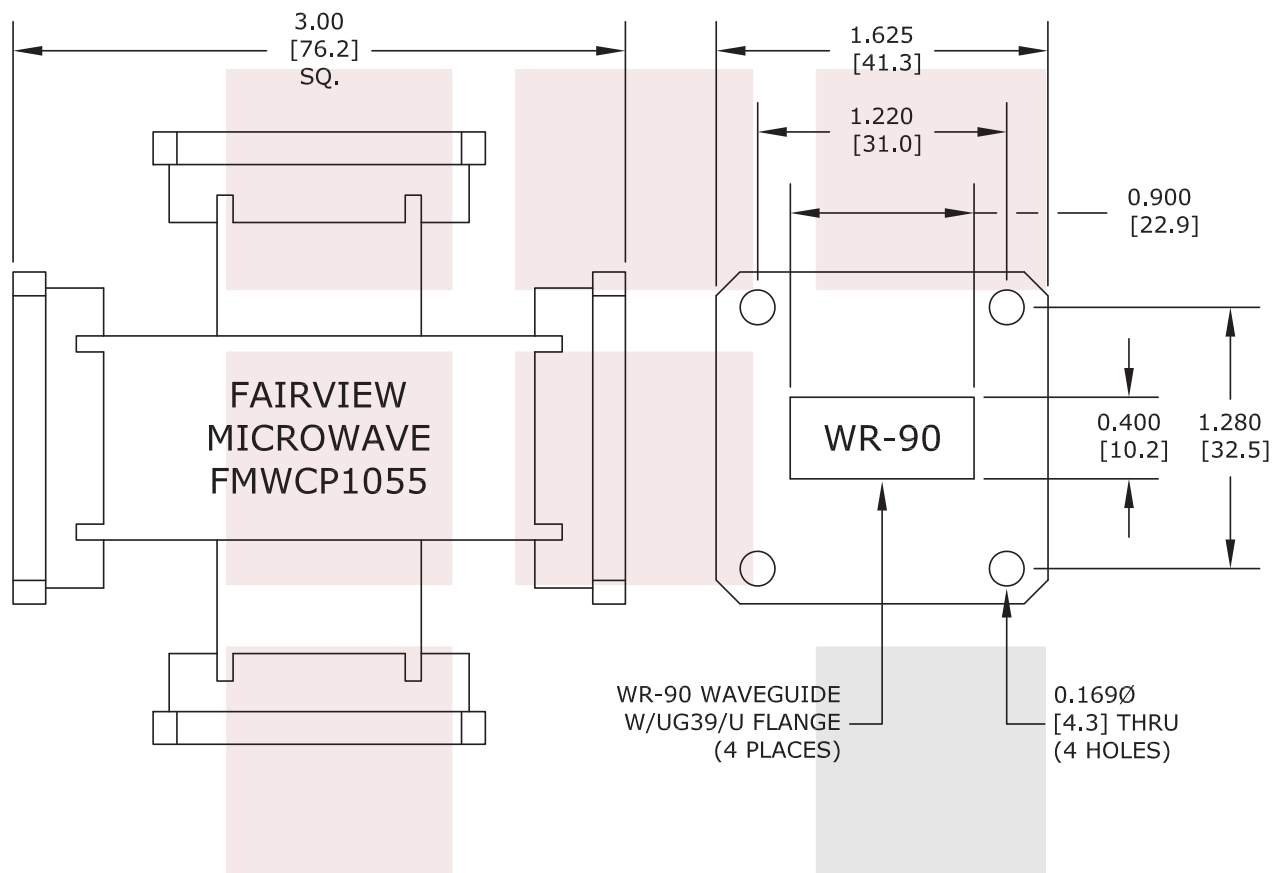 3.00
[76.2]
SQ.
1.625
[41.3]
1.220
[31.0]
0.900
[22.9]
FAIRVIEW
MICROWAVE
FMWCP1055
WR-90
0.400
[10.2]
1.280
[32.5]
WR-90 WAVEGUIDE
W/UG39/U FLANGE
(4 PLACES)
0.169Ø
[4.3] THRU
(4 HOLES)